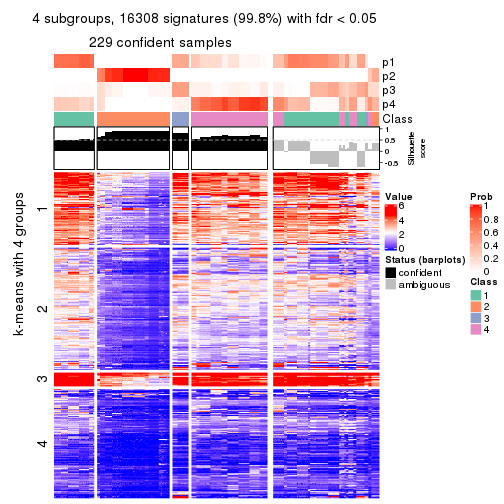 4 subgroups, 16308 signatures (99.8%) with fdr < 0.05
229 confident samples
p1
p2
p3
p4
Class
1
0.5
0
-0.5
Silhouette
score
k-means with 4 groups
1
2
3
4
Value
6
4
2
0
Status (barplots)
confident
ambiguous
Prob
1
0.8
0.6
0.4
0.2
0
Class
1
2
3
4